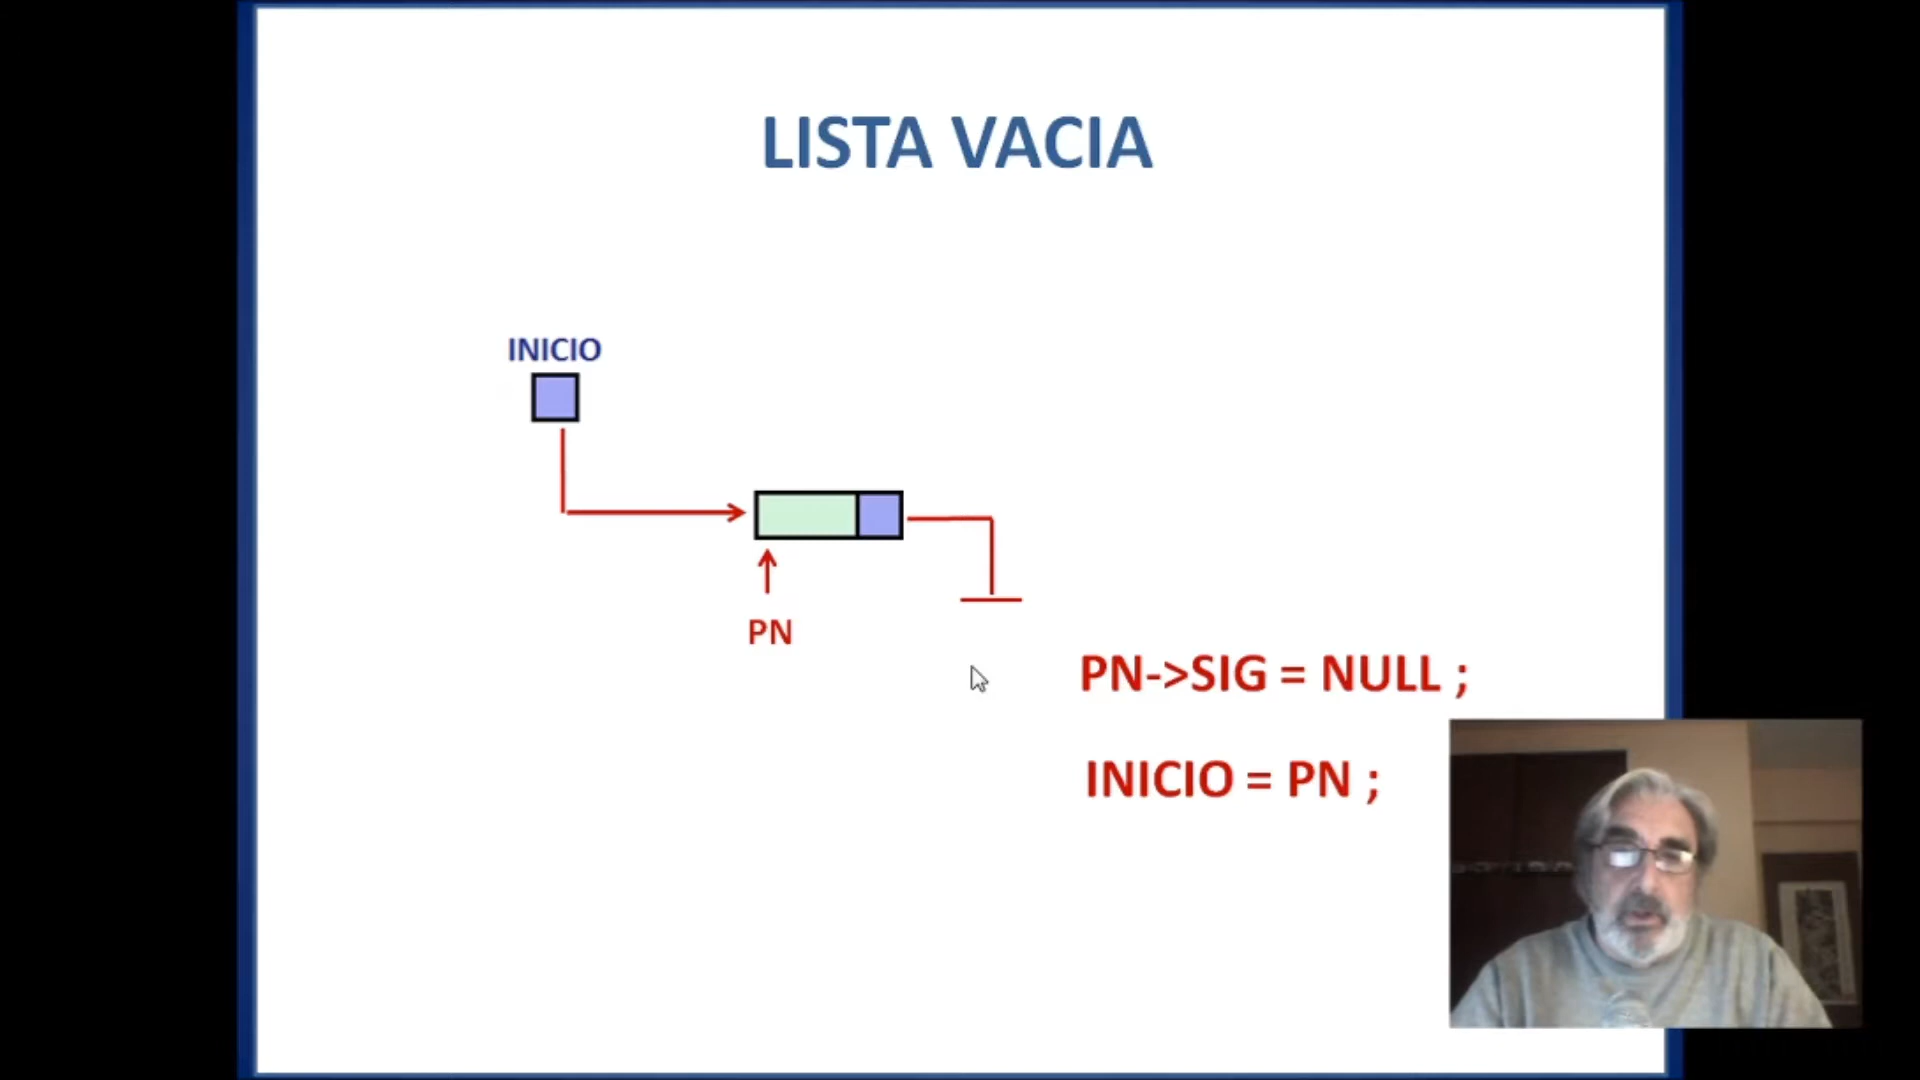 LISTA VACIA
INICIO
PN
PN->SIG = NULL ;
INICIO = PN ;